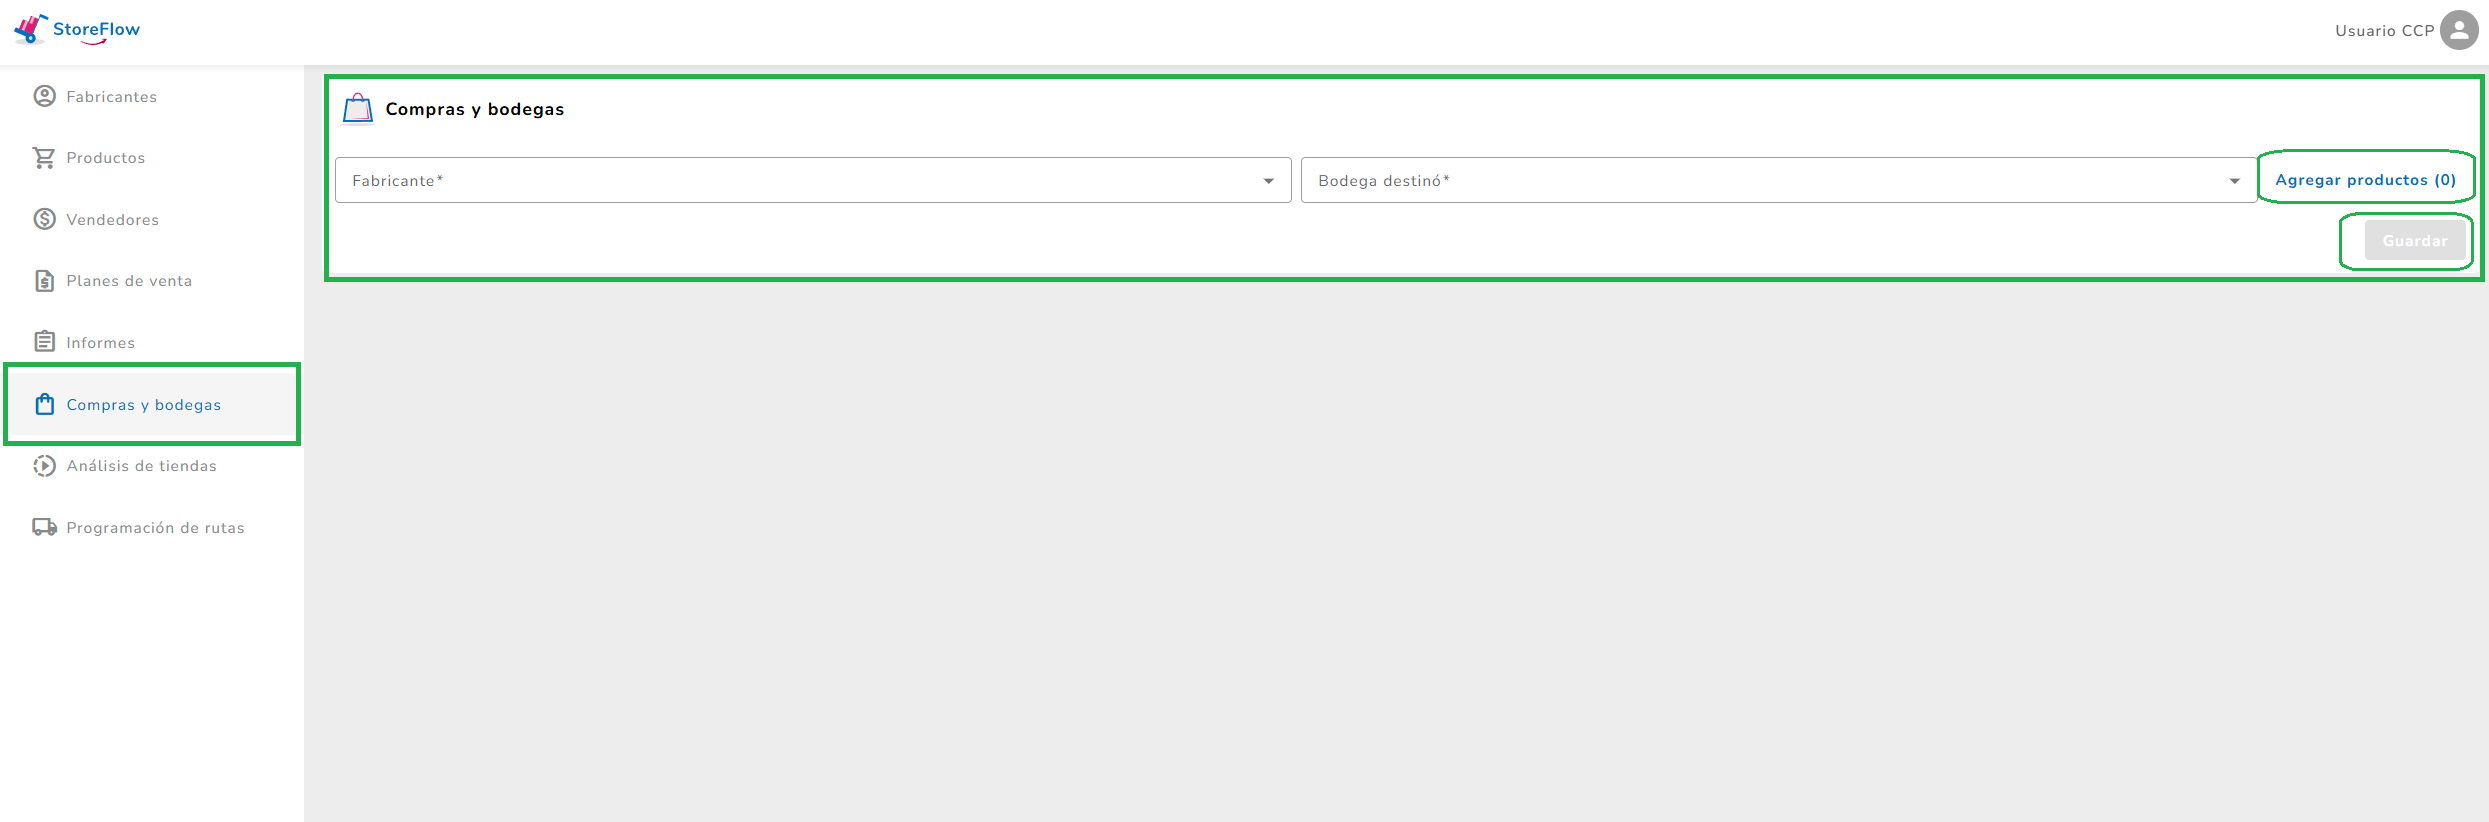 StoreFlow
Usuario CCP
Fabricantes
Productos
Vendedores
Planes de venta
Informes
Compras y bodegas
Análisis de tiendas
Programación de rutas
Compras y bodegas
Fabricante*
Bodega destinó*
Agregar productos (0)
Guardar